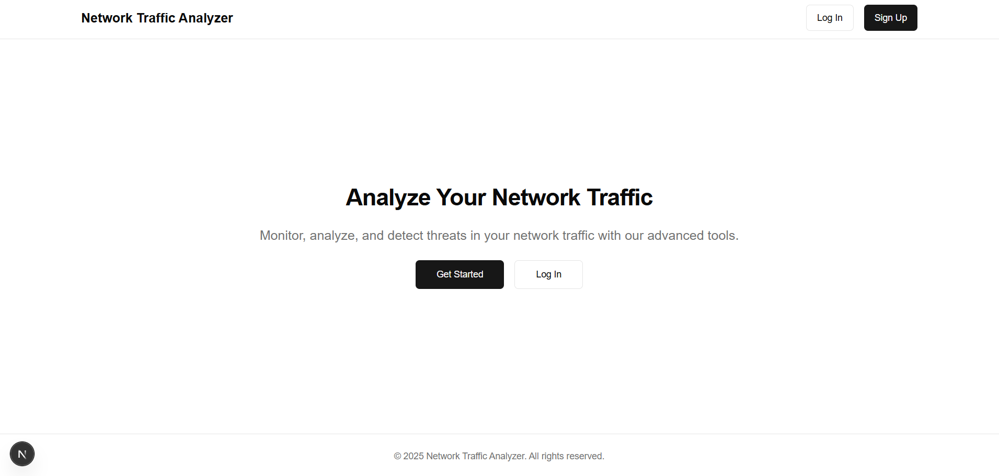 Network Traffic Analyzer
Log In
Sign Up
Analyze Your Network Traffic
Monitor, analyze, and detect threats in your network traffic with our advanced tools.
Get Started
Log In
N
© 2025 Network Traffic Analyzer. All rights reserved.